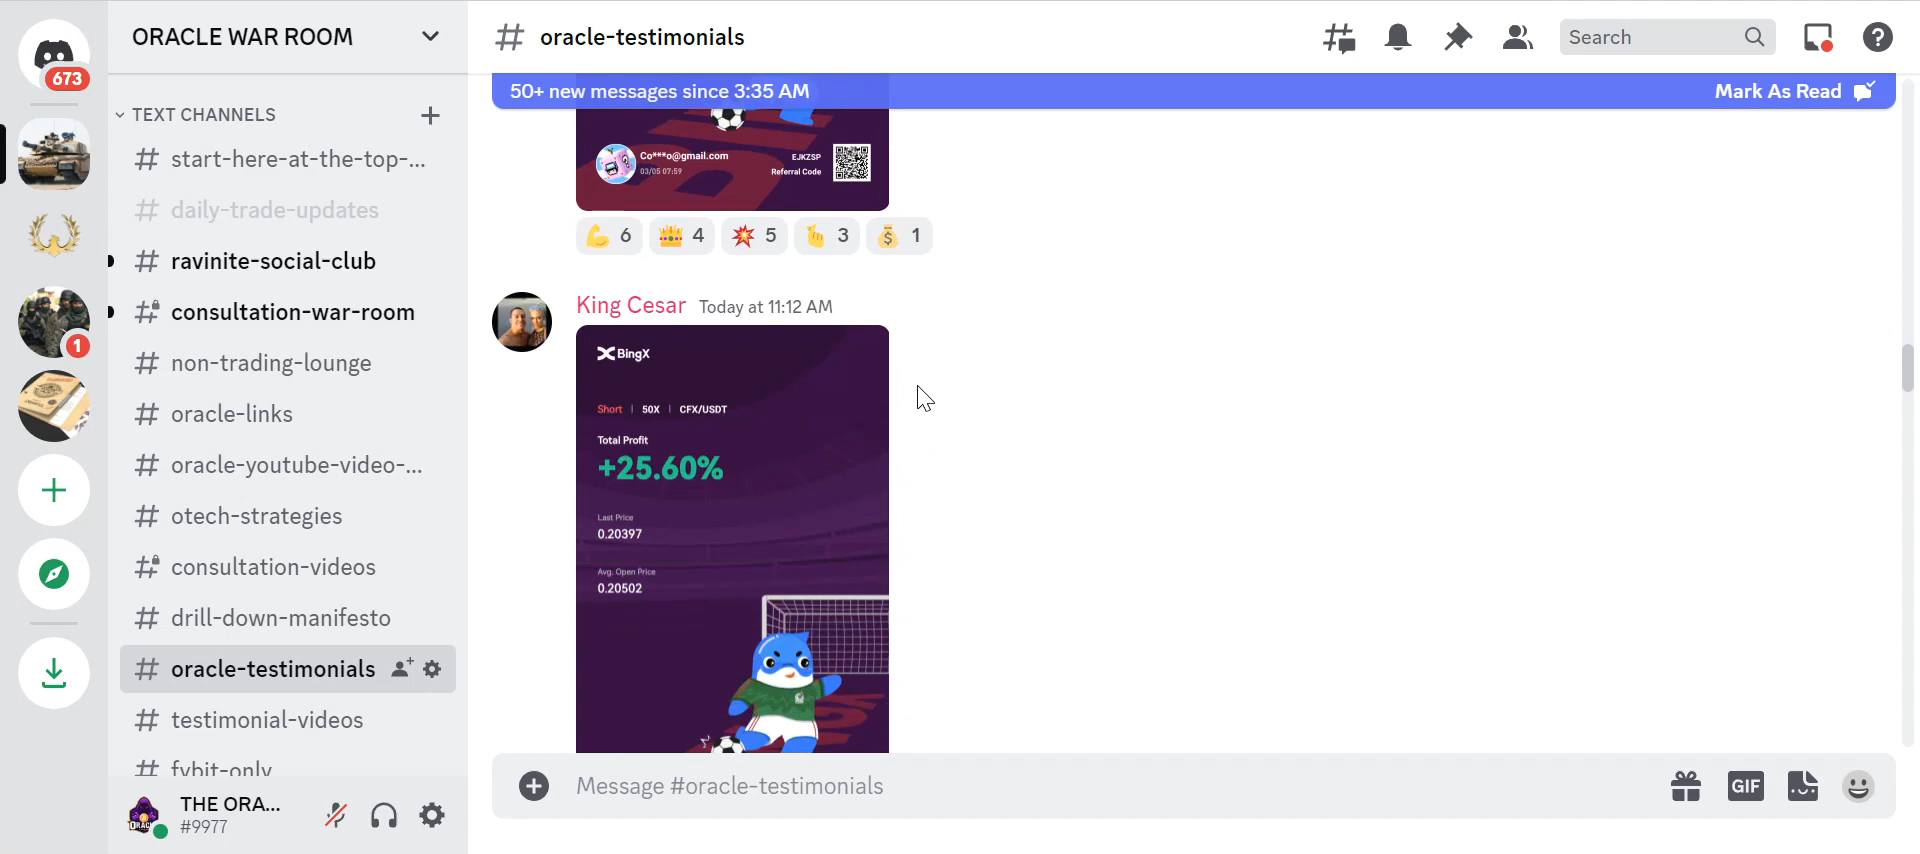 673
1
ORACLE WAR ROOM
TEXT CHANNELS
start-here-at-the-top-...
daily-trade-updates
ravinite-social-club
consultation-war-room
non-trading-lounge
oracle-links
oracle-youtube-video-...
otech-strategies
consultation-videos
drill-down-manifesto
oracle-testimonials
testimonial-videos
fybit-only
THE ORA...
#9977
oracle-testimonials
Search
50+ new messages since 3:35 AM
Mark As Read
Co***o@gmail.com
03/05 07:59
EJKZSP
Referral Code
6 4 5 3 1
King Cesar Today at 11:12 AM
BingX
Short | 50X | CFX/USDT
Total Profit
+25.60%
Last Price
0.20397
Avg. Open Price
0.20502
Message #oracle-testimonials
GIF